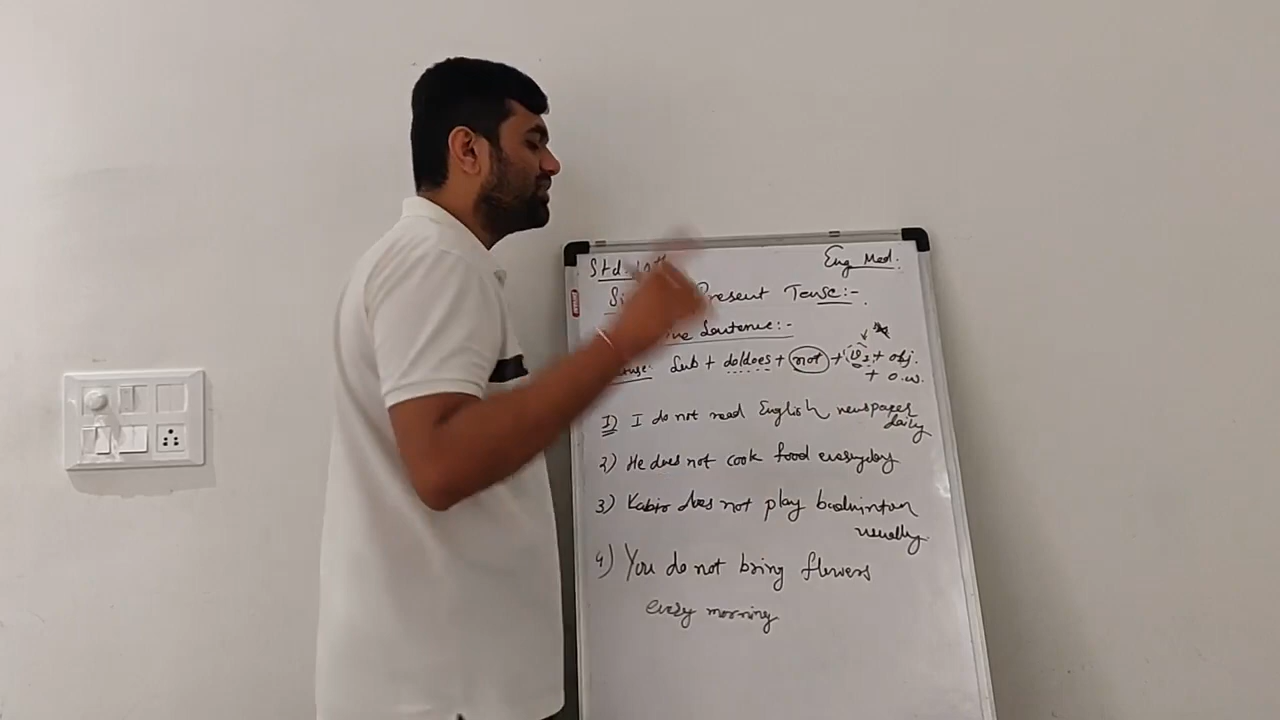 Std. 10th
Eng Med.
Present Tense:-
Sentence:-
Sub + do/does + not + V1 + obj.
+ o.w.
1) I do not read English newspaper
daily
2) He does not cook food everyday
3) Kabir does not play badminton
usually
4) You do not bring flowers
every morning